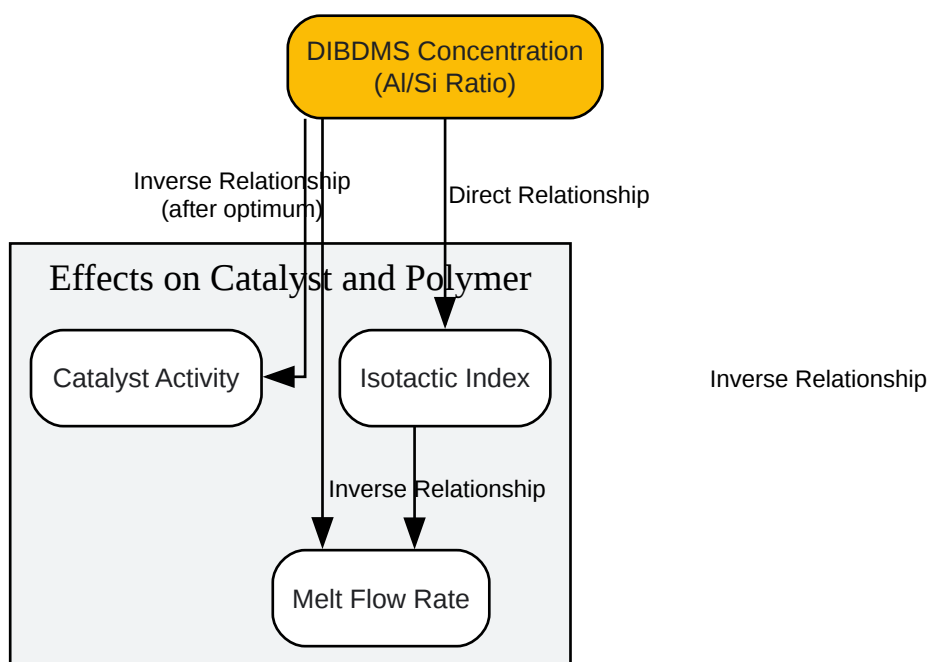 DIBDMS Concentration
(Al/Si Ratio)
Inverse Relationship
(after optimum)
Direct Relationship
Effects on Catalyst and Polymer
Catalyst Activity
Isotactic Index
Inverse Relationship
Inverse Relationship
Melt Flow Rate